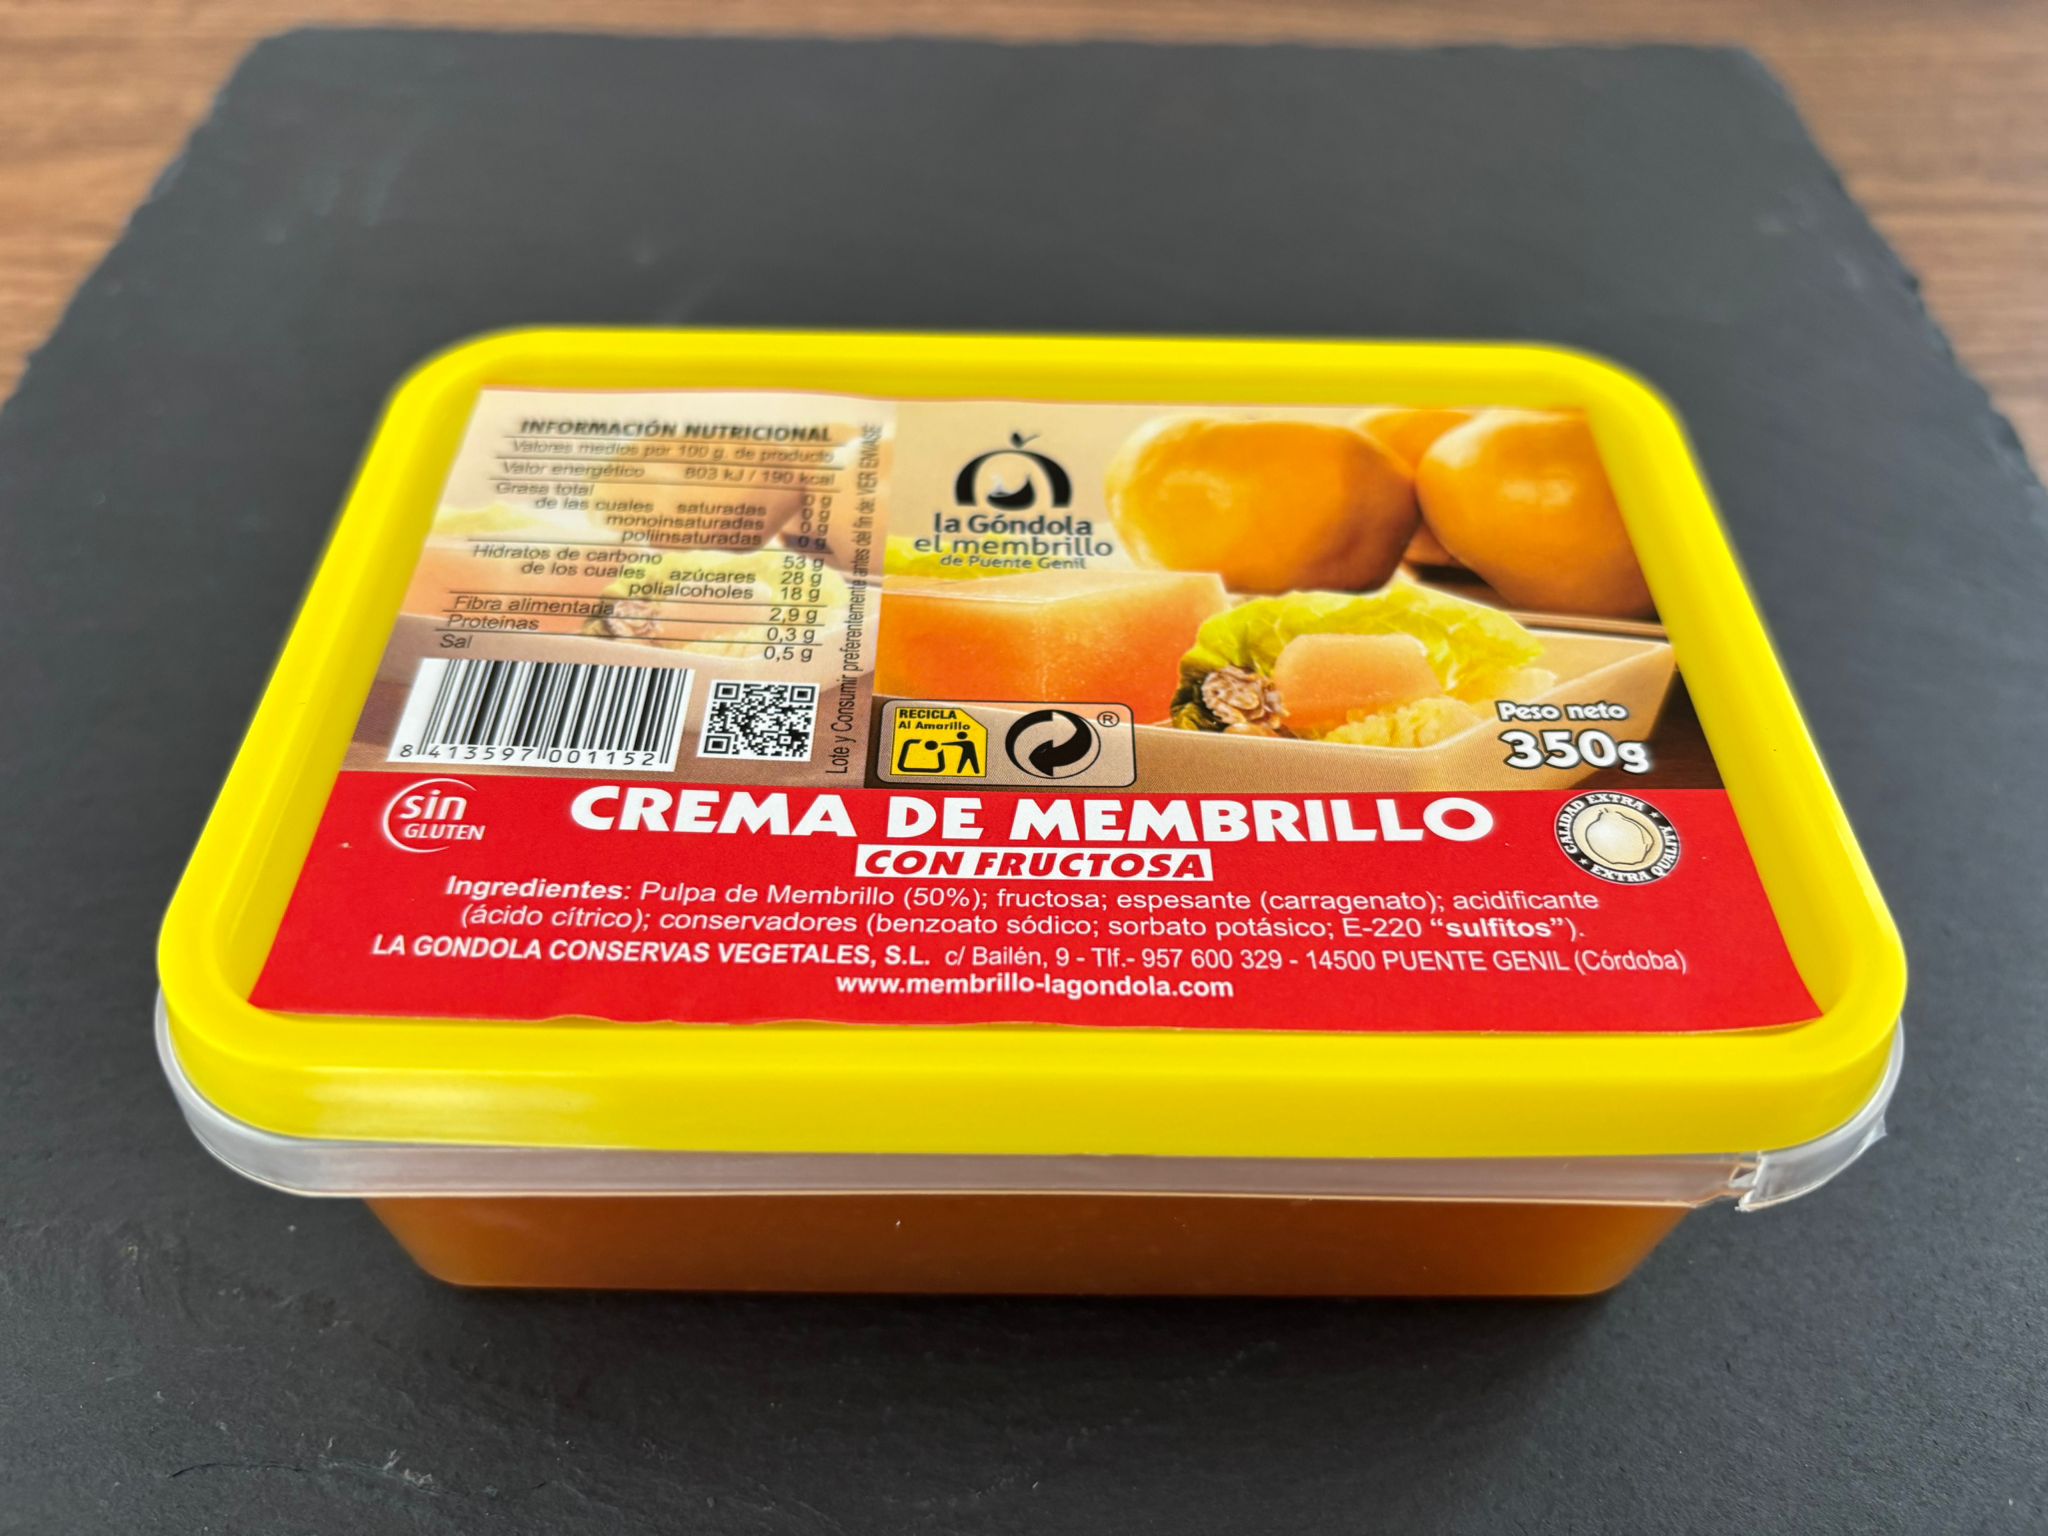 INFORMACIÓN NUTRICIONAL
Valores medios por 100 g. de producto
Valor energético 803 kJ / 190 kcal
Grasa total 0 g
de las cuales saturadas 0 g
monoinsaturadas 0 g
poliinsaturadas 0 g
Hidratos de carbono 53 g
de los cuales azúcares 28 g
polialcoholes 18 g
Fibra alimentaria 2,9 g
Proteinas 0,3 g
Sal 0,5 g
8 413597 001152
Lote y Consumir preferentemente antes del fin de VER ENVASE
la Góndola
el membrillo
de Puente Genil
RECICLA
Al Amarillo
®
Peso neto
350g
sin
GLUTEN
CREMA DE MEMBRILLO
CON FRUCTOSA
CALIDAD EXTRA
EXTRA QUALITY
Ingredientes: Pulpa de Membrillo (50%); fructosa; espesante (carragenato); acidificante
(ácido cítrico); conservadores (benzoato sódico; sorbato potásico; E-220 “sulfitos”).
LA GONDOLA CONSERVAS VEGETALES, S.L. c/ Bailén, 9 - Tlf.- 957 600 329 - 14500 PUENTE GENIL (Córdoba)
www.membrillo-lagondola.com